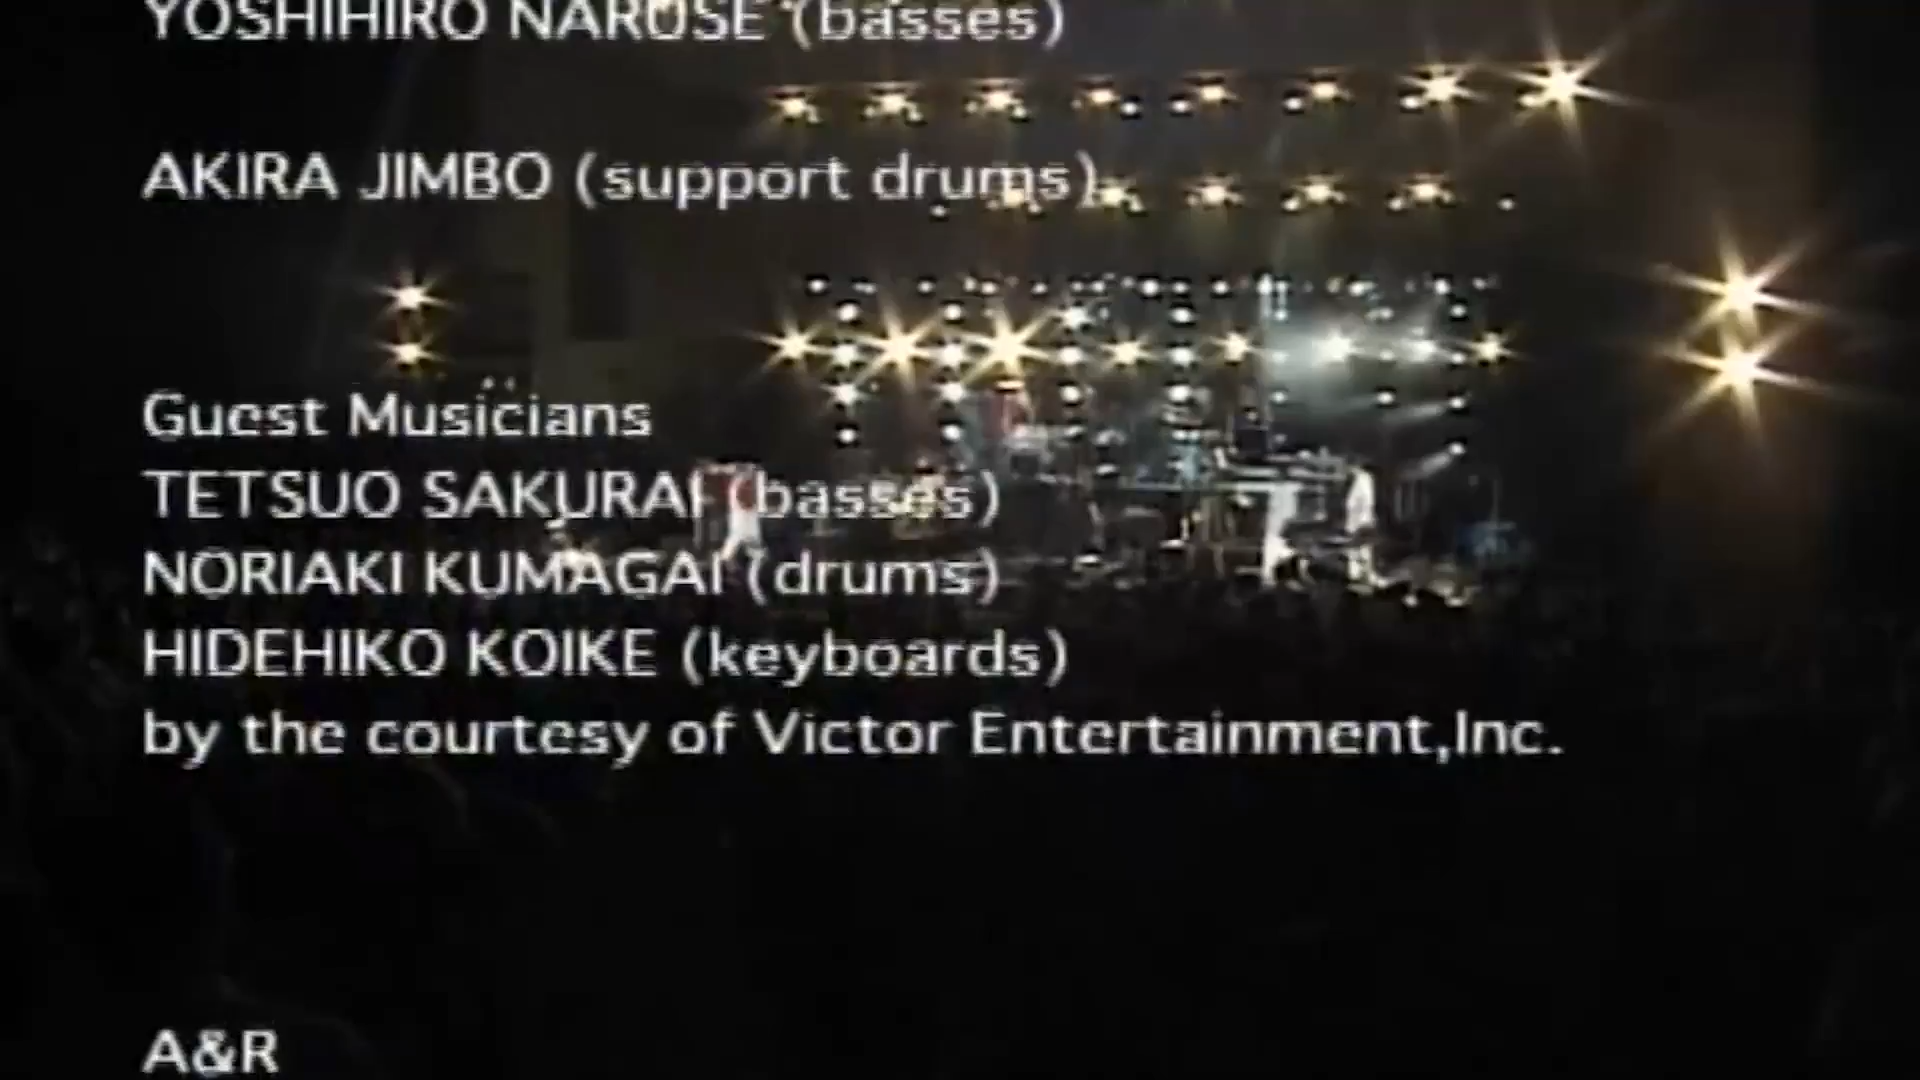 YOSHIHIRO NARUSE (basses)
AKIRA JIMBO (support drums)
Guest Musicians
TETSUO SAKURAI (basses)
NORIAKI KUMAGAI (drums)
HIDEHIKO KOIKE (keyboards)
by the courtesy of Victor Entertainment,Inc.
A&R